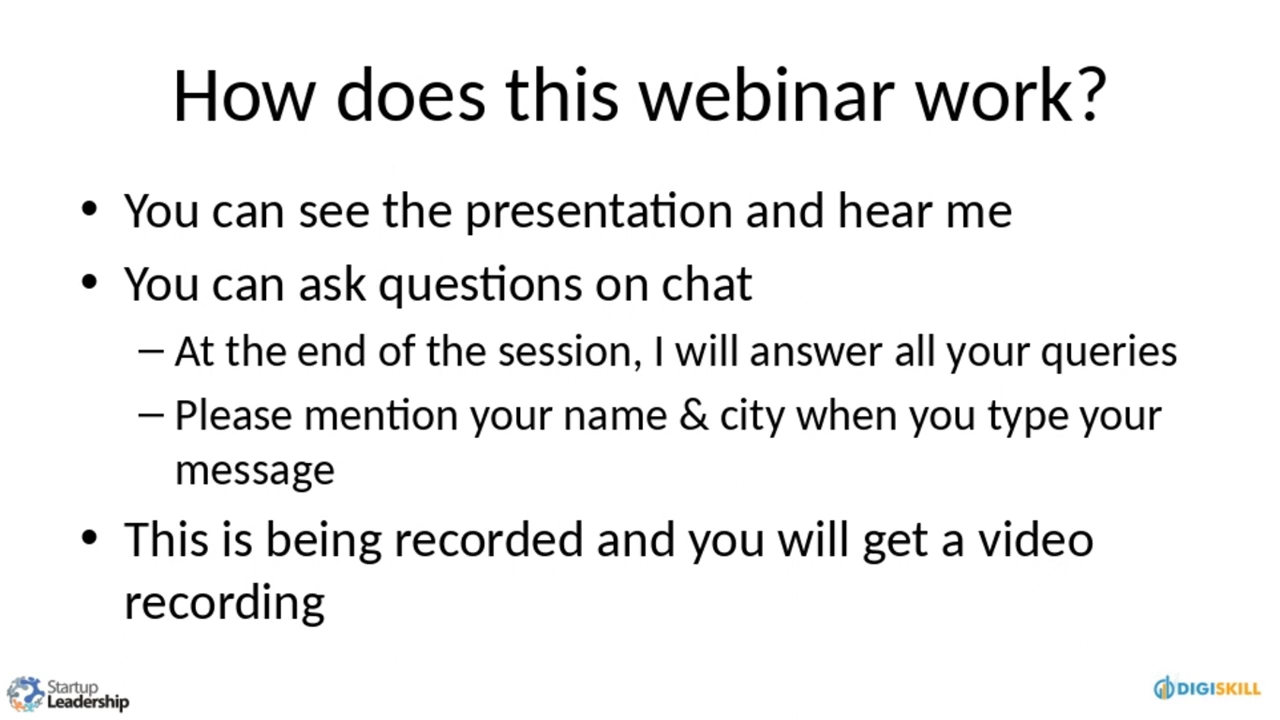 How does this webinar work?
• You can see the presentation and hear me
• You can ask questions on chat
– At the end of the session, I will answer all your queries
– Please mention your name & city when you type your
message
• This is being recorded and you will get a video
recording
Startup
Leadership
DIGISKILL